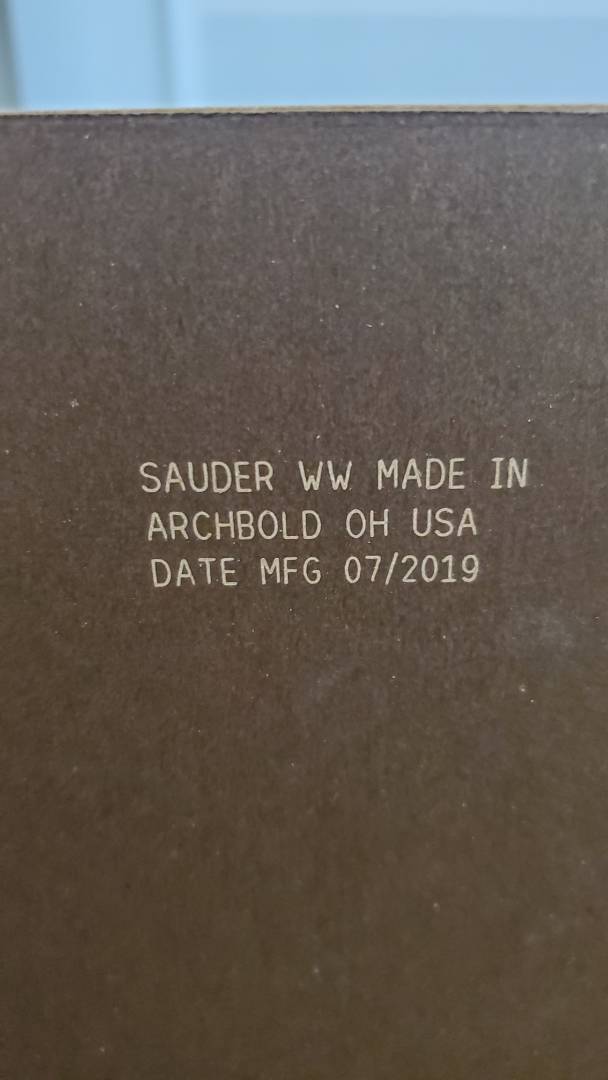 SAUDER WW MADE IN
ARCHBOLD OH USA
DATE MFG 07/2019